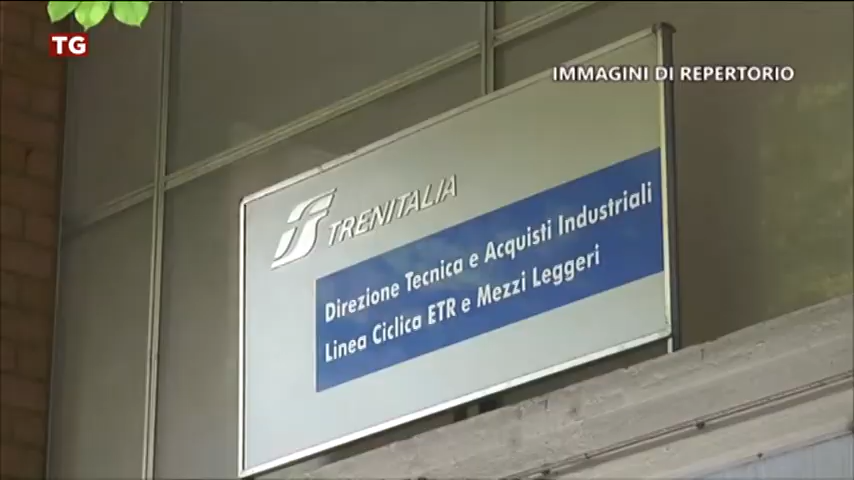 TG
IMMAGINI DI REPERTORIO
TRENITALIA
Direzione Tecnica e Acquisti Industriali
Linea Ciclica ETR e Mezzi Leggeri